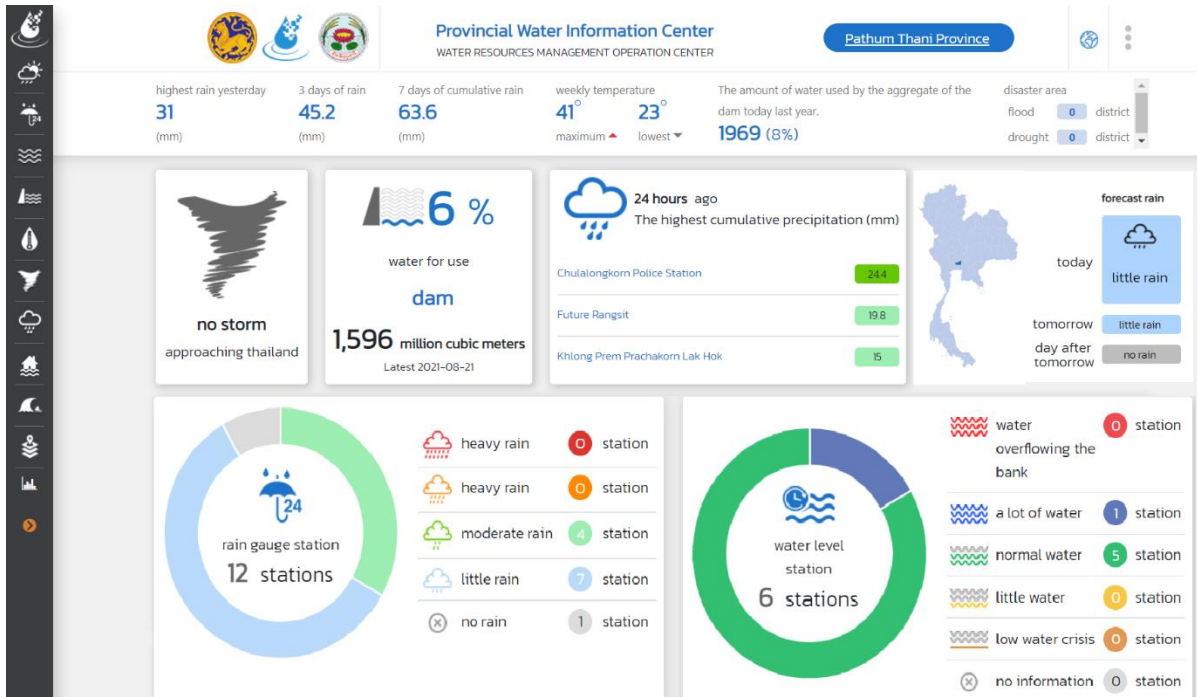 Provincial Water Information Center
WATER RESOURCES MANAGEMENT OPERATION CENTER
Pathum Thani Province
highest rain yesterday
31
(mm)
3 days of rain
45.2
(mm)
7 days of cumulative rain
63.6
(mm)
weekly temperature
41° 23°
maximum lowest
The amount of water used by the aggregate of the
dam today last year.
1969 (8%)
disaster area
flood 0 district
drought 0 district
no storm
approaching thailand
6 %
water for use
dam
1,596 million cubic meters
Latest 2021-08-21
24 hours ago
The highest cumulative precipitation (mm)
Chulalongkorn Police Station 24.4
Future Rangsit 19.8
Khlong Prem Prachakorn Lak Hok 15
forecast rain
today
little rain
tomorrow little rain
day after
tomorrow
no rain
24
rain gauge station
12 stations
heavy rain 0 station
heavy rain 0 station
moderate rain 4 station
little rain 7 station
no rain 1 station
water level
station
6 stations
water
overflowing the
bank
0 station
a lot of water 1 station
normal water 5 station
little water 0 station
low water crisis 0 station
no information 0 station
24